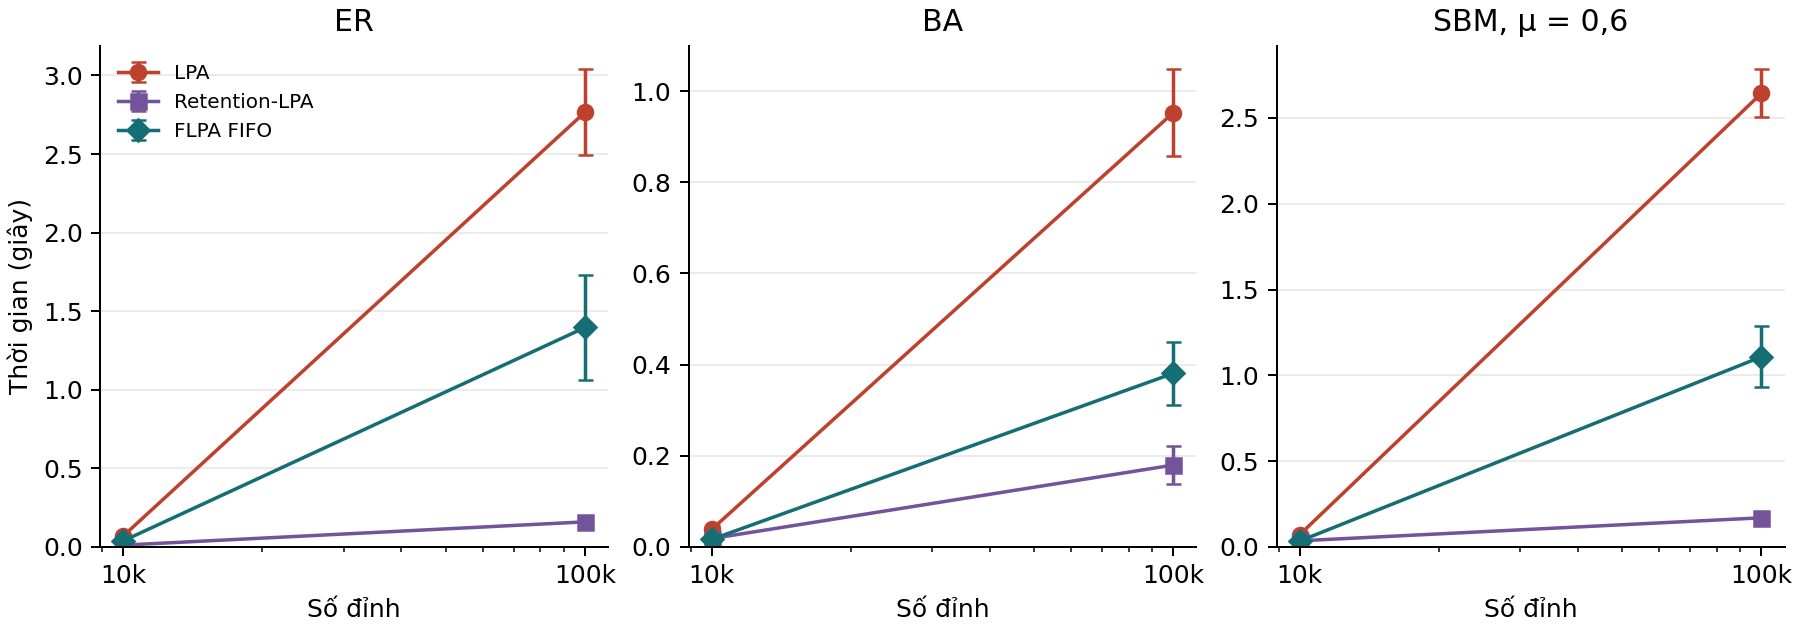 ER
BA
SBM, μ = 0,6
Thời gian (giây)
3.0
2.5
2.0
1.5
1.0
0.5
0.0
LPA
Retention-LPA
FLPA FIFO
10k
100k
Số đỉnh
1.0
0.8
0.6
0.4
0.2
0.0
10k
100k
Số đỉnh
2.5
2.0
1.5
1.0
0.5
0.0
10k
100k
Số đỉnh